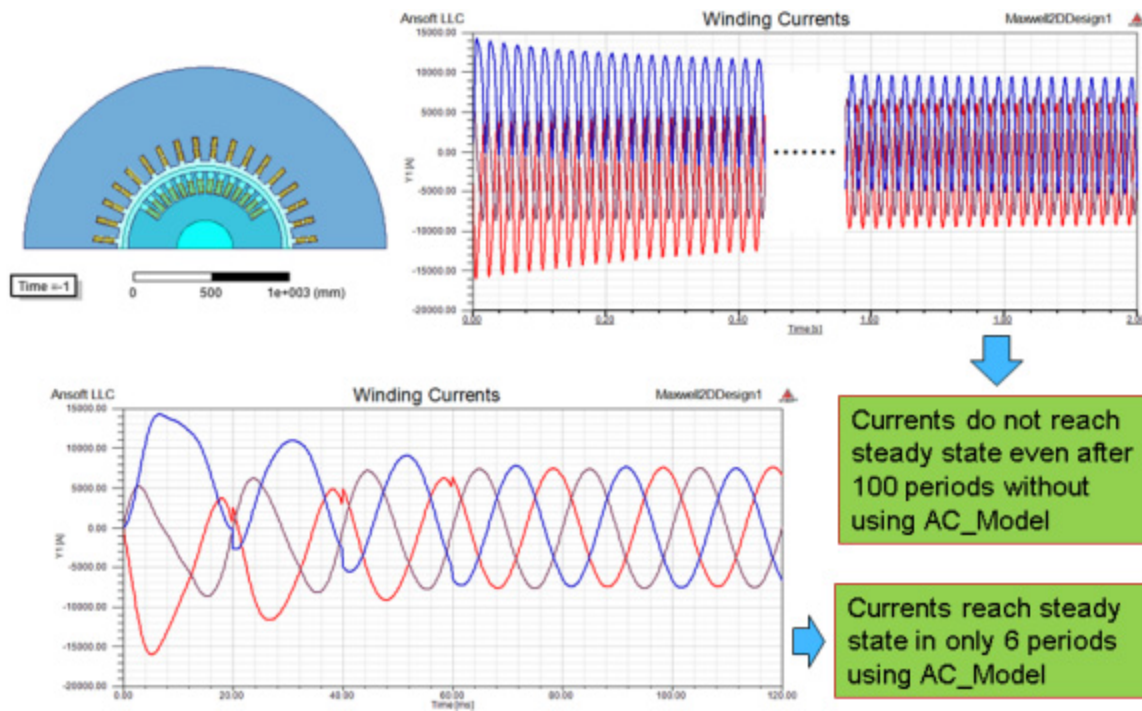 Ansoft LLC Winding Currents Maxwell2DDesign1
15000.00
10000.00
5000.00
0.00
-5000.00
-10000.00
-15000.00
-20000.00
Y1 [A]
0.00 0.20 0.40 2.00
Time [s]
Time =-1
0 500 1e+003 (mm)
Ansoft LLC Winding Currents Maxwell2DDesign1
15000.00
10000.00
5000.00
0.00
-5000.00
-10000.00
-15000.00
-20000.00
Y1 [A]
0.00 20.00 40.00 60.00 80.00 100.00 120.00
Time [ms]
Currents do not reach
steady state even after
100 periods without
using AC_Model
Currents reach steady
state in only 6 periods
using AC_Model